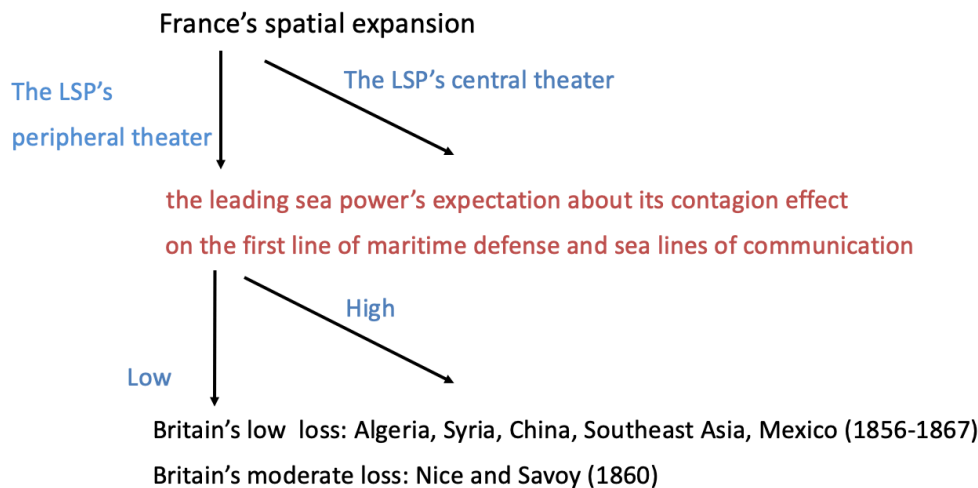 France's spatial expansion
The LSP's central theater
The LSP's
peripheral theater
the leading sea power's expectation about its contagion effect
on the first line of maritime defense and sea lines of communication
High
Low
Britain's low loss: Algeria, Syria, China, Southeast Asia, Mexico (1856-1867)
Britain's moderate loss: Nice and Savoy (1860)